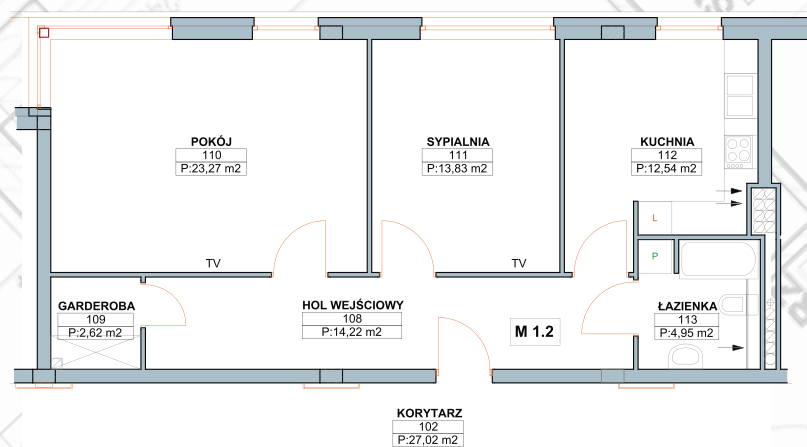 POKÓJ
110
P:23,27 m2
SYPIALNIA
111
P:13,83 m2
KUCHNIA
112
P:12,54 m2
L
TV
TV
P
GARDEROBA
109
P:2,62 m2
HOL WEJŚCIOWY
108
P:14,22 m2
M 1.2
ŁAZIENKA
113
P:4,95 m2
KORYTARZ
102
P:27,02 m2